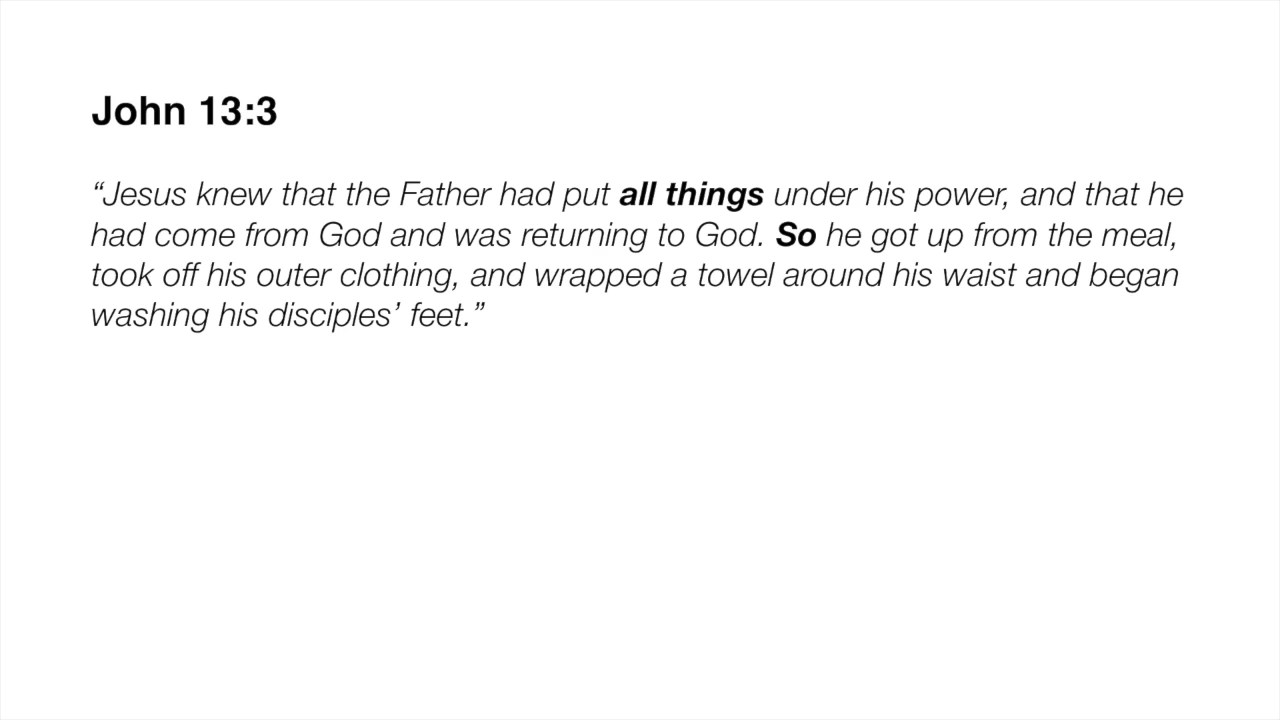 John 13:3
“Jesus knew that the Father had put all things under his power, and that he
had come from God and was returning to God. So he got up from the meal,
took off his outer clothing, and wrapped a towel around his waist and began
washing his disciples’ feet.”